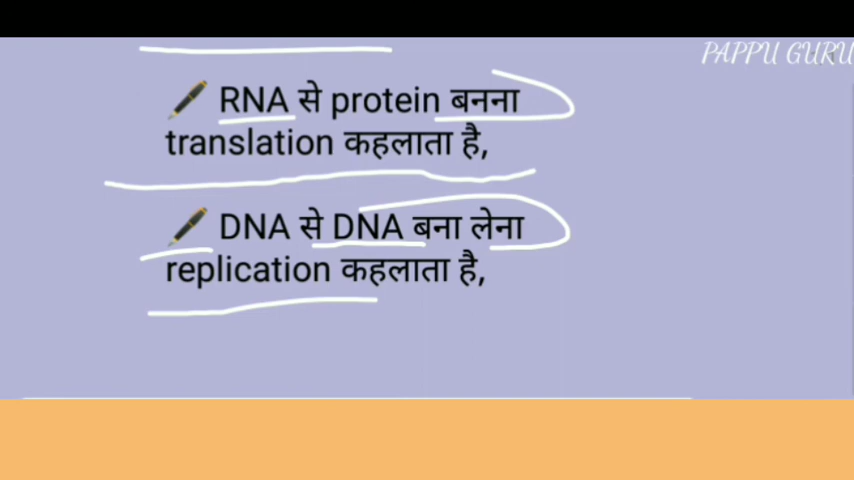 PAPPU GURU
🖋 RNA से protein बनना
translation कहलाता है,
🖋 DNA से DNA बना लेना
replication कहलाता है,